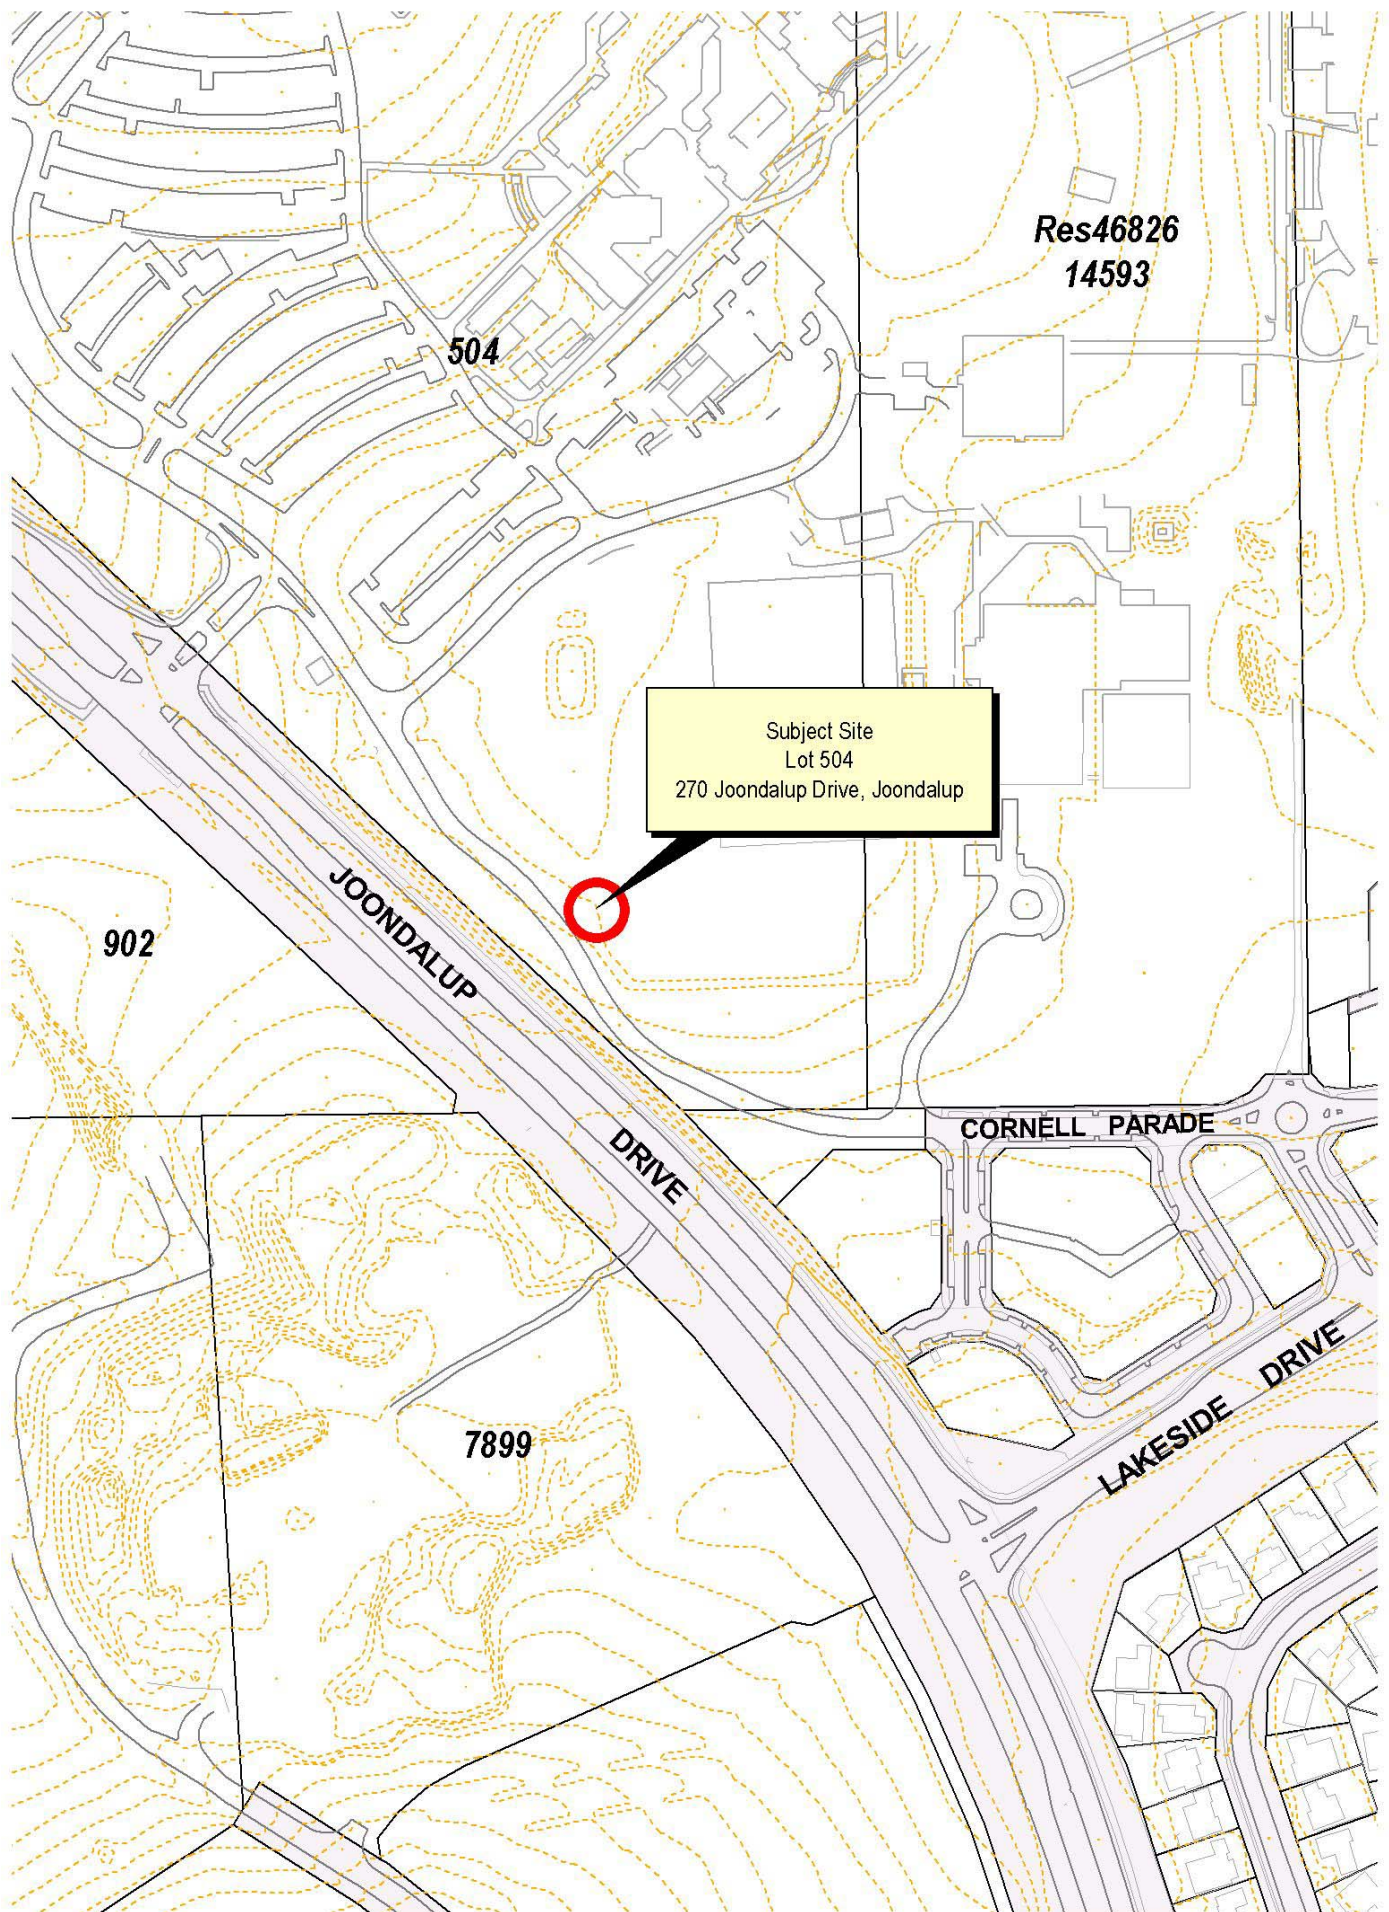 Res46826
14593
504
Subject Site
Lot 504
270 Joondalup Drive, Joondalup
JOONDALUP
902
CORNELL PARADE
DRIVE
LAKESIDE DRIVE
7899